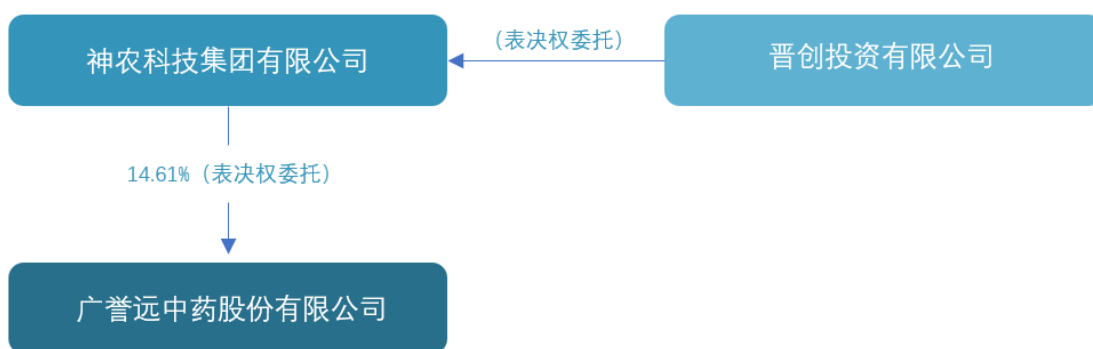 神农科技集团有限公司
（表决权委托）
晋创投资有限公司
14.61%（表决权委托）
广誉远中药股份有限公司